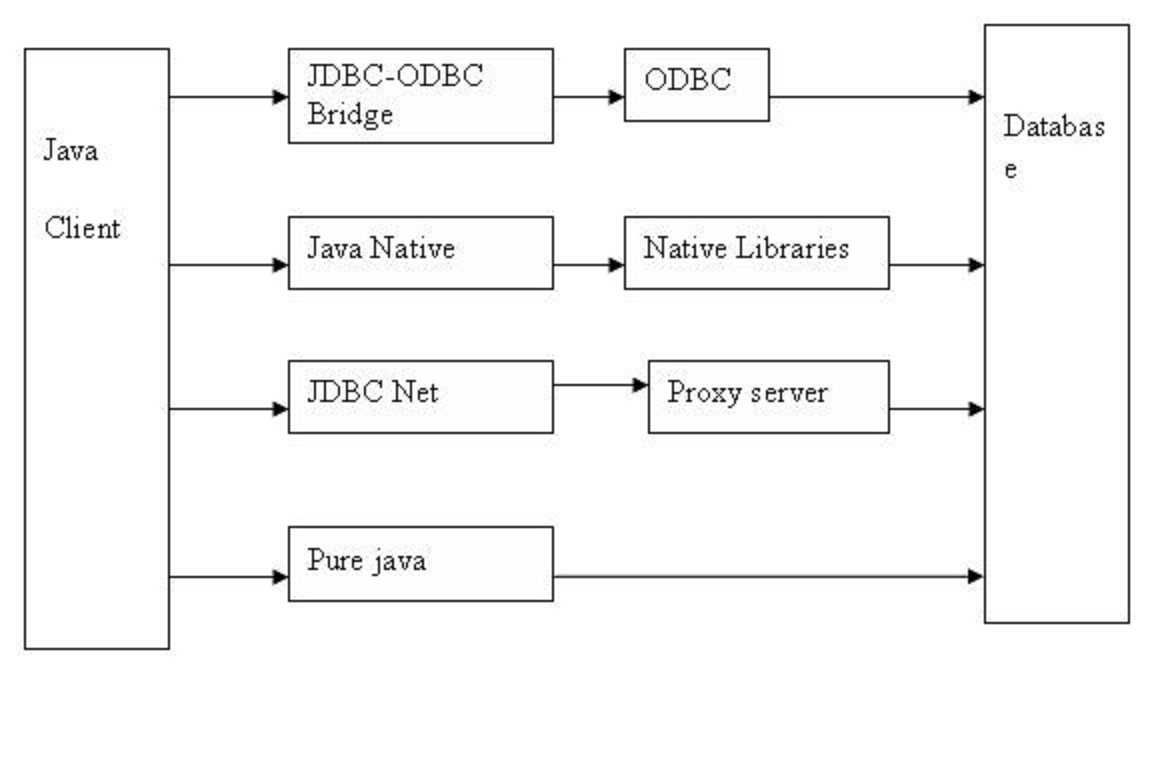 Java
Client
JDBC-ODBC
Bridge
ODBC
Databas
e
Java Native
Native Libraries
JDBC Net
Proxy server
Pure java